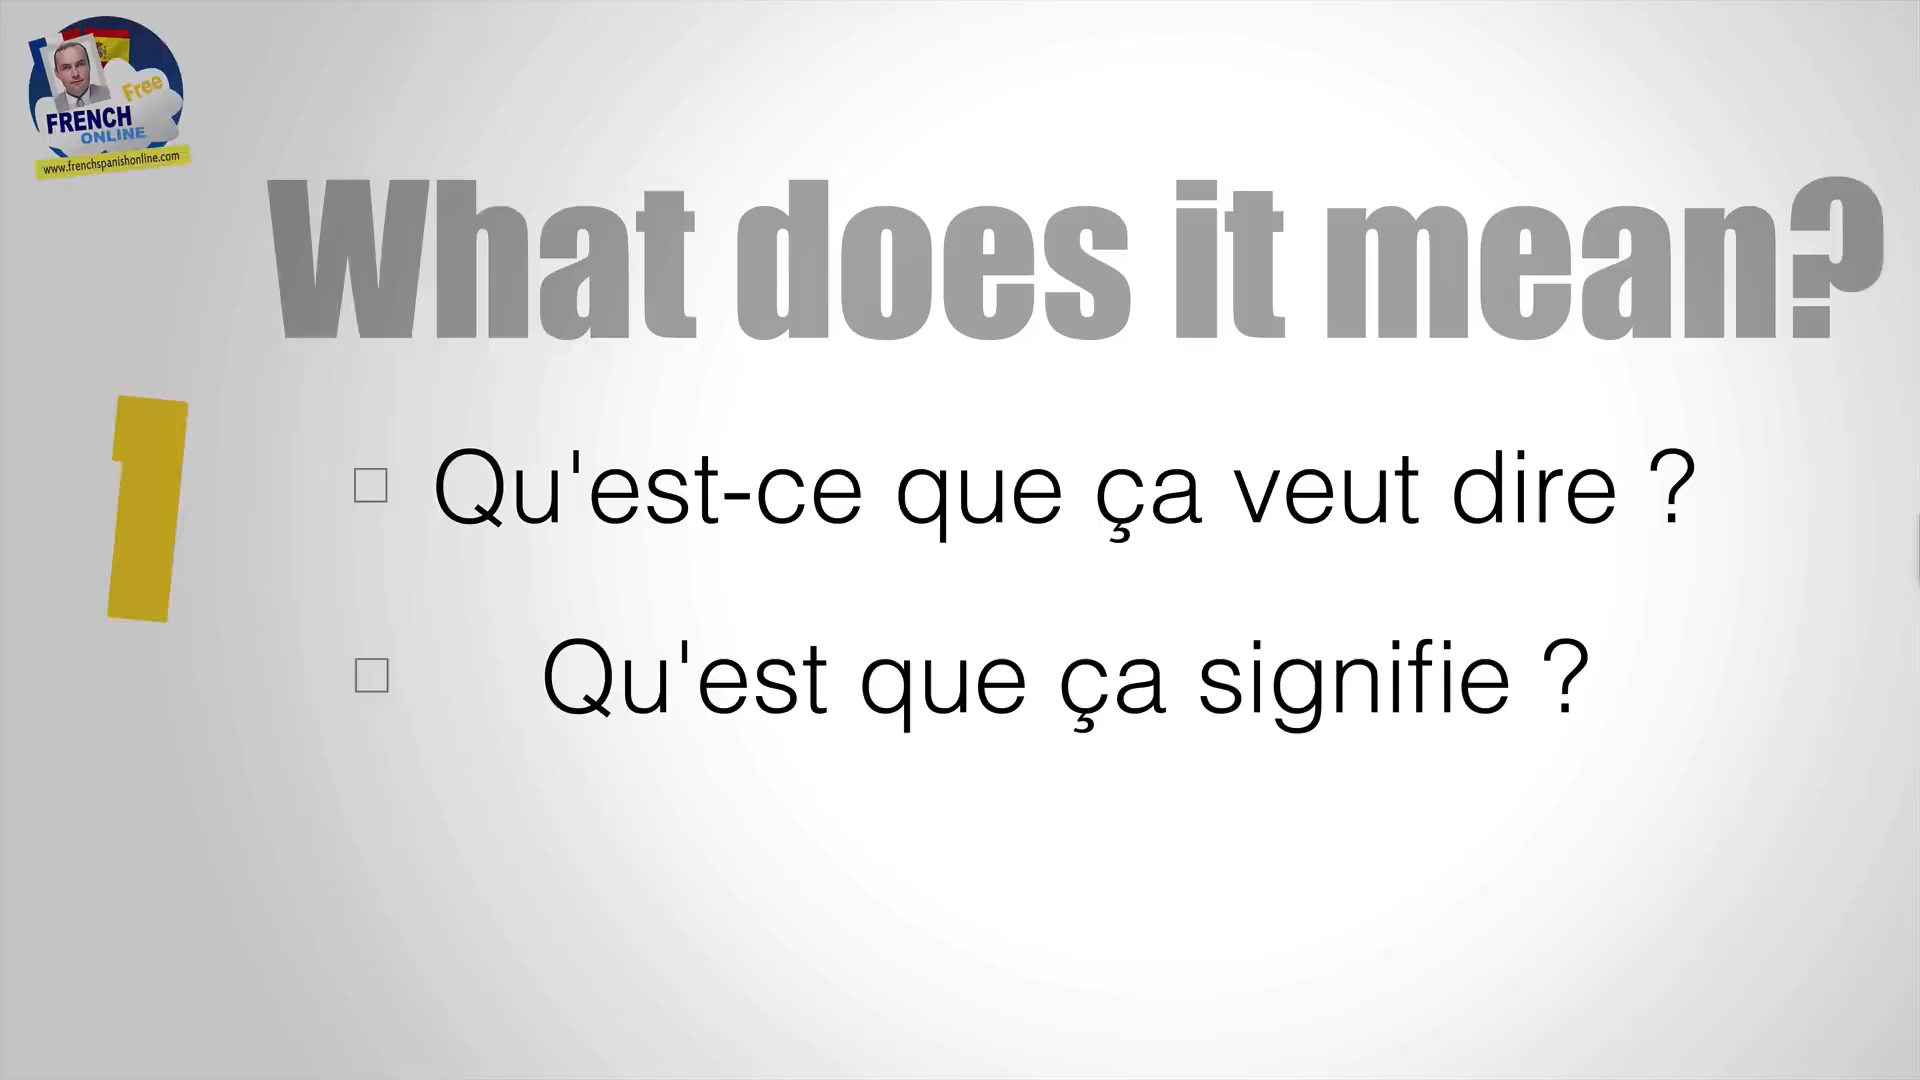 Free
FRENCH
ONLINE
www.frenchspanishonline.com
What does it mean?
1
Qu'est-ce que ça veut dire ?
Qu'est que ça signifie ?